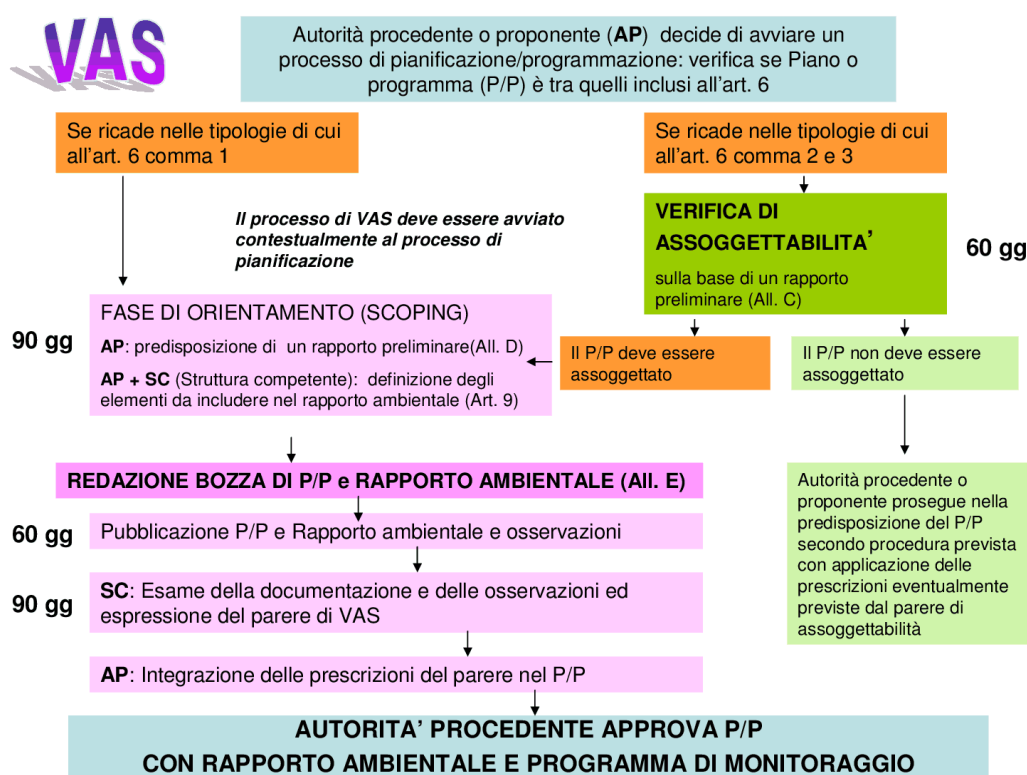 VAS
Autorità procedente o proponente (AP) decide di avviare un
processo di pianificazione/programmazione: verifica se Piano o
programma (P/P) è tra quelli inclusi all'art. 6
Se ricade nelle tipologie di cui
all'art. 6 comma 1
Se ricade nelle tipologie di cui
all'art. 6 comma 2 e 3
Il processo di VAS deve essere avviato
contestualmente al processo di
pianificazione
VERIFICA DI
ASSOGGETTABILITA'
sulla base di un rapporto
preliminare (All. C)
60 gg
90 gg
FASE DI ORIENTAMENTO (SCOPING)
AP: predisposizione di un rapporto preliminare(All. D)
AP + SC (Struttura competente): definizione degli
elementi da includere nel rapporto ambientale (Art. 9)
Il P/P deve essere
assoggettato
Il P/P non deve essere
assoggettato
REDAZIONE BOZZA DI P/P e RAPPORTO AMBIENTALE (All. E)
60 gg
Pubblicazione P/P e Rapporto ambientale e osservazioni
90 gg
SC: Esame della documentazione e delle osservazioni ed
espressione del parere di VAS
AP: Integrazione delle prescrizioni del parere nel P/P
Autorità procedente o
proponente prosegue nella
predisposizione del P/P
secondo procedura prevista
con applicazione delle
prescrizioni eventualmente
previste dal parere di
assoggettabilità
AUTORITA' PROCEDENTE APPROVA P/P
CON RAPPORTO AMBIENTALE E PROGRAMMA DI MONITORAGGIO